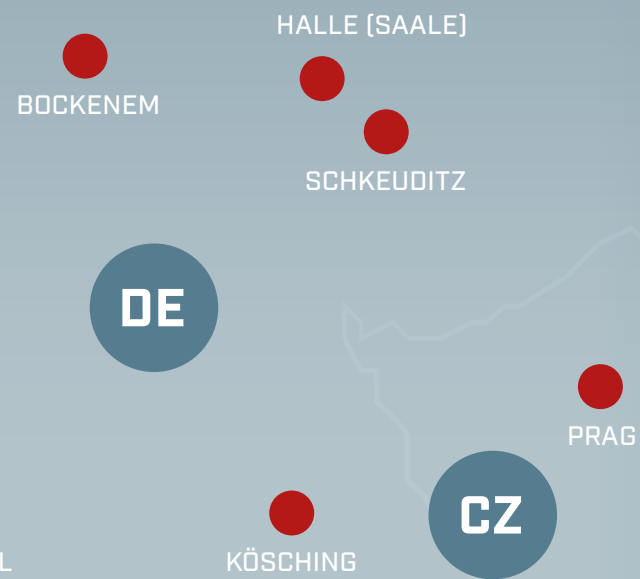 HALLE (SAALE)
BOCKENEM
SCHKEUDITZ
DE
PRAG
CZ
L
KÖSCHING